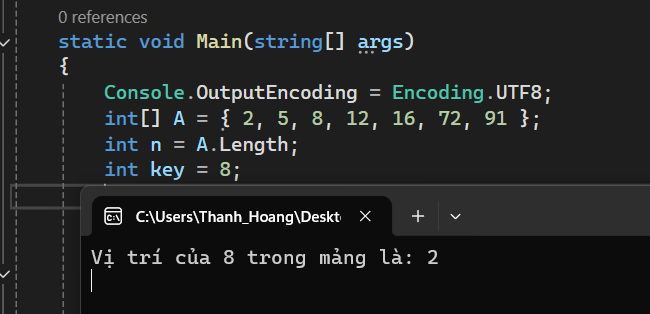 0 references
static void Main(string[] args)
{
Console.OutputEncoding = Encoding.UTF8;
int[] A = { 2, 5, 8, 12, 16, 72, 91 };
int n = A.Length;
int key = 8;
C:\Users\Thanh_Hoang\Deskt
Vị trí của 8 trong mảng là: 2